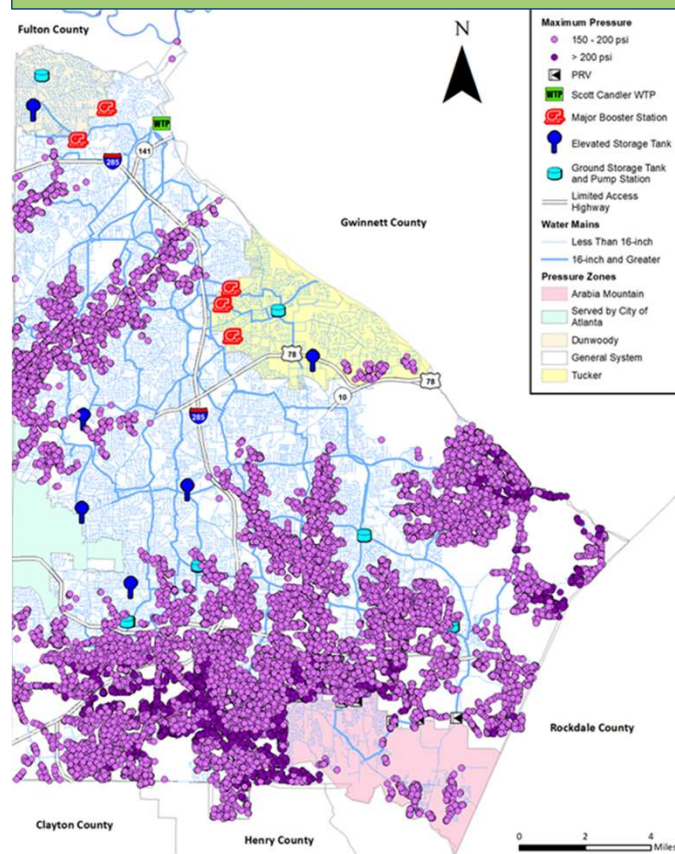 Fulton County
N
Maximum Pressure
150 - 200 psi
> 200 psi
PRV
WTP
Scott Candler WTP
Major Booster Station
Elevated Storage Tank
Ground Storage Tank
and Pump Station
Limited Access
Highway
Water Mains
Less Than 16-inch
16-inch and Greater
Pressure Zones
Arabia Mountain
Served by City of
Atlanta
Dunwoody
General System
Tucker
WTP
141
285
Gwinnett County
78
78
10
285
Rockdale County
Clayton County
Henry County
0 2 4
Miles